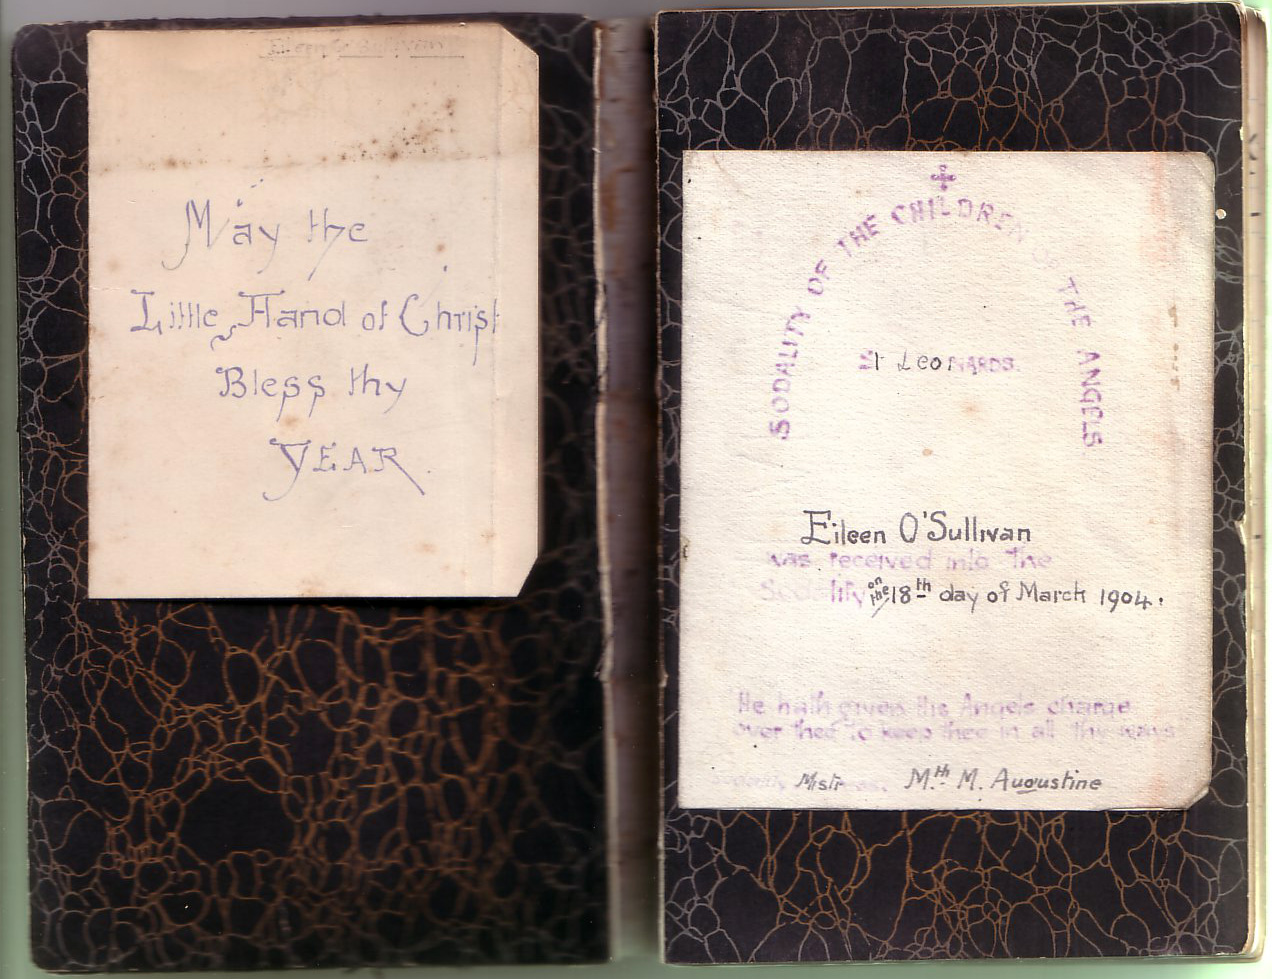 Eileen O'Sullivan
May the
Little Hand of Christ
Bless thy
YEAR.
SODALITY OF THE CHILDREN OF THE ANGELS
St LEONARDS.
Eileen O'Sullivan
was received into the
Sodality on the 18th day of March 1904.
He hath given His Angels charge
over thee to keep thee in all thy ways
Sodality Mistress. Mth M. Augustine